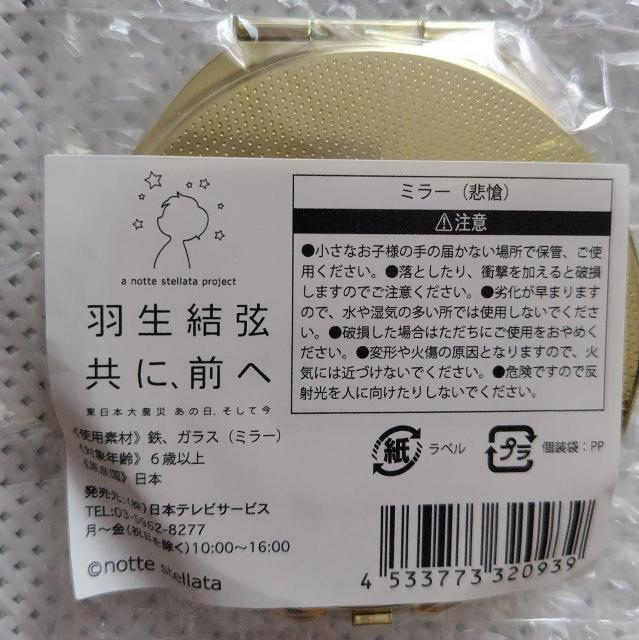 a notte stellata project
羽生結弦
共に、前へ
東日本大震災 あの日、そして今
《使用素材》鉄、ガラス（ミラー）
《対象年齢》６歳以上
《原産国》日本
発売元：(株)日本テレビサービス
TEL:03-5962-8277
月～金(祝日を除く)10:00～16:00
©notte stellata
ミラー（悲愴）
⚠注意
●小さなお子様の手の届かない場所で保管、ご使
用ください。●落としたり、衝撃を加えると破損
しますのでご注意ください。●劣化が早まります
ので、水や湿気の多い所では使用しないでくださ
い。●破損した場合はただちにご使用をおやめく
ださい。●変形や火傷の原因となりますので、火
気には近づけないでください。●危険ですので反
射光を人に向けたりしないでください。
紙 ラベル
プラ 個装袋：PP
4 533773 320939